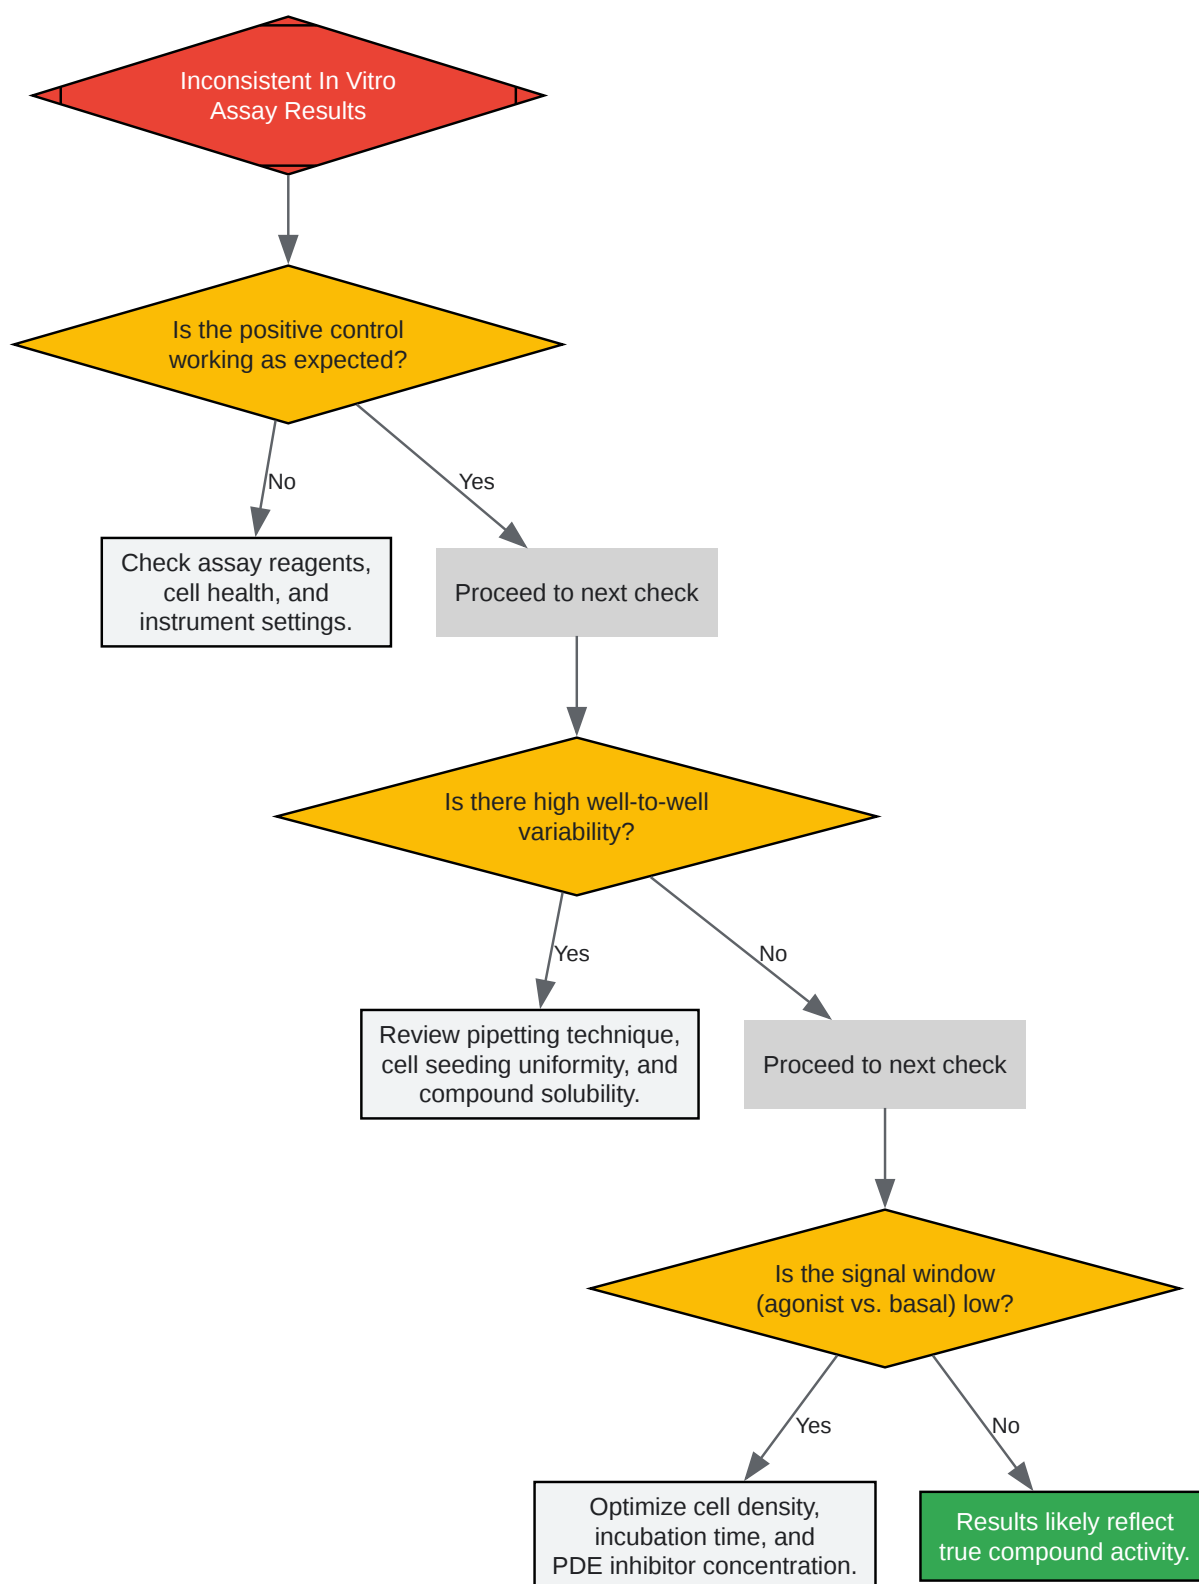 Inconsistent In Vitro
Assay Results
Is the positive control
working as expected?
No
Yes
Check assay reagents,
cell health, and
instrument settings.
Proceed to next check
Is there high well-to-well
variability?
Yes
No
Review pipetting technique,
cell seeding uniformity, and
compound solubility.
Proceed to next check
Is the signal window
(agonist vs. basal) low?
Yes
No
Optimize cell density,
incubation time, and
PDE inhibitor concentration.
Results likely reflect
true compound activity.